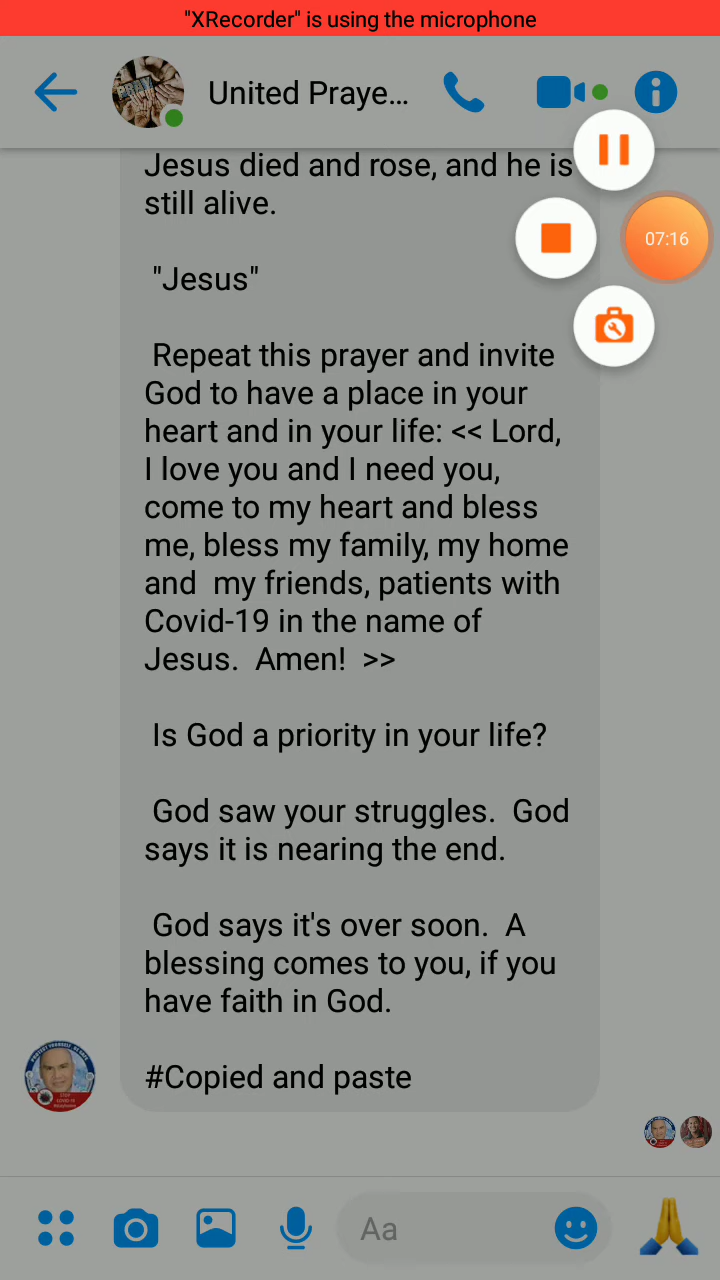 "XRecorder" is using the microphone
United Praye...
Jesus died and rose, and he is
still alive.
07:16
"Jesus"
Repeat this prayer and invite
God to have a place in your
heart and in your life: << Lord,
I love you and I need you,
come to my heart and bless
me, bless my family, my home
and  my friends, patients with
Covid-19 in the name of
Jesus.  Amen!  >>
Is God a priority in your life?
God saw your struggles.  God
says it is nearing the end.
God says it's over soon.  A
blessing comes to you, if you
have faith in God.
#Copied and paste
Aa